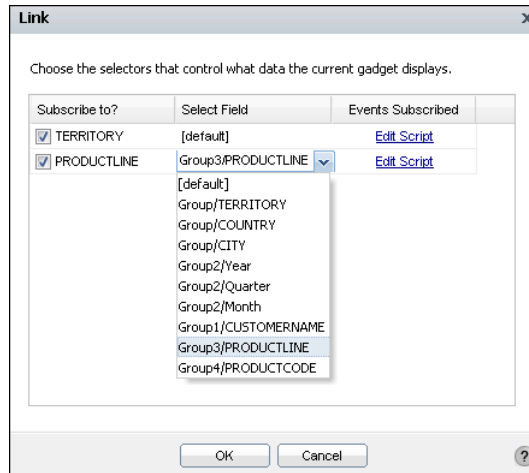 Link
x
Choose the selectors that control what data the current gadget displays.
Subscribe to? Select Field Events Subscribed
TERRITORY [default] Edit Script
PRODUCTLINE Group3/PRODUCTLINE Edit Script
[default]
Group/TERRITORY
Group/COUNTRY
Group/CITY
Group2/Year
Group2/Quarter
Group2/Month
Group1/CUSTOMERNAME
Group3/PRODUCTLINE
Group4/PRODUCTCODE
OK Cancel ?